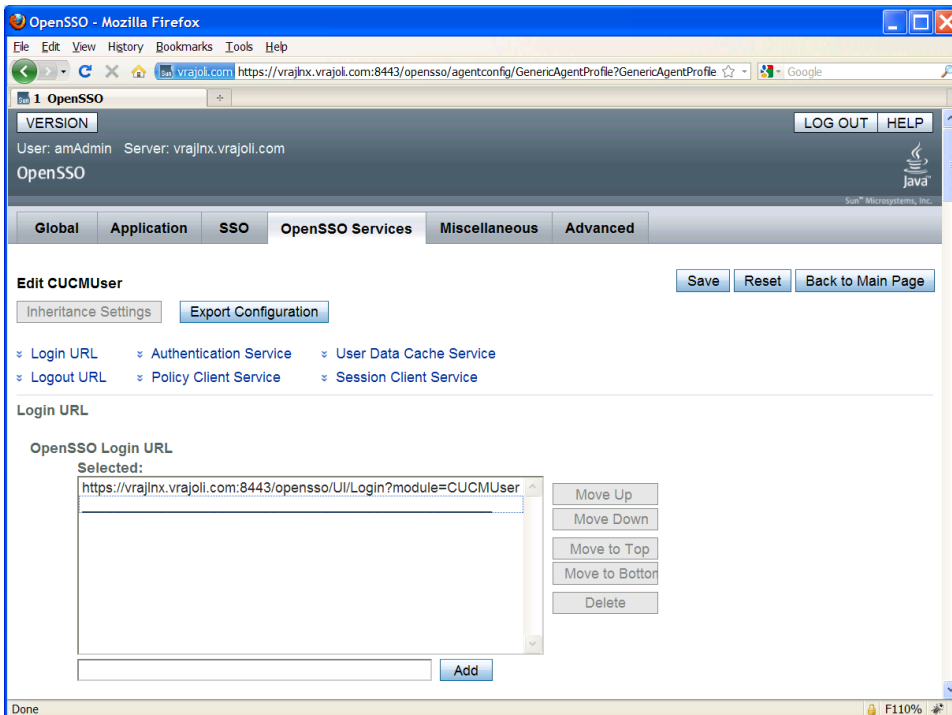 OpenSSO - Mozilla Firefox
File Edit View History Bookmarks Tools Help
Sun vrajoli.com https://vrajlnx.vrajoli.com:8443/opensso/agentconfig/GenericAgentProfile?GenericAgentProfile Google
Sun 1 OpenSSO
VERSION LOG OUT HELP
User: amAdmin Server: vrajlnx.vrajoli.com
OpenSSO
Java™
Sun™ Microsystems, Inc.
Global Application SSO OpenSSO Services Miscellaneous Advanced
Edit CUCMUser Save Reset Back to Main Page
Inheritance Settings Export Configuration
Login URL Authentication Service User Data Cache Service
Logout URL Policy Client Service Session Client Service
Login URL
OpenSSO Login URL
Selected:
https://vrajlnx.vrajoli.com:8443/opensso/UI/Login?module=CUCMUser
Move Up
Move Down
Move to Top
Move to Bottom
Delete
Add
Done F110%